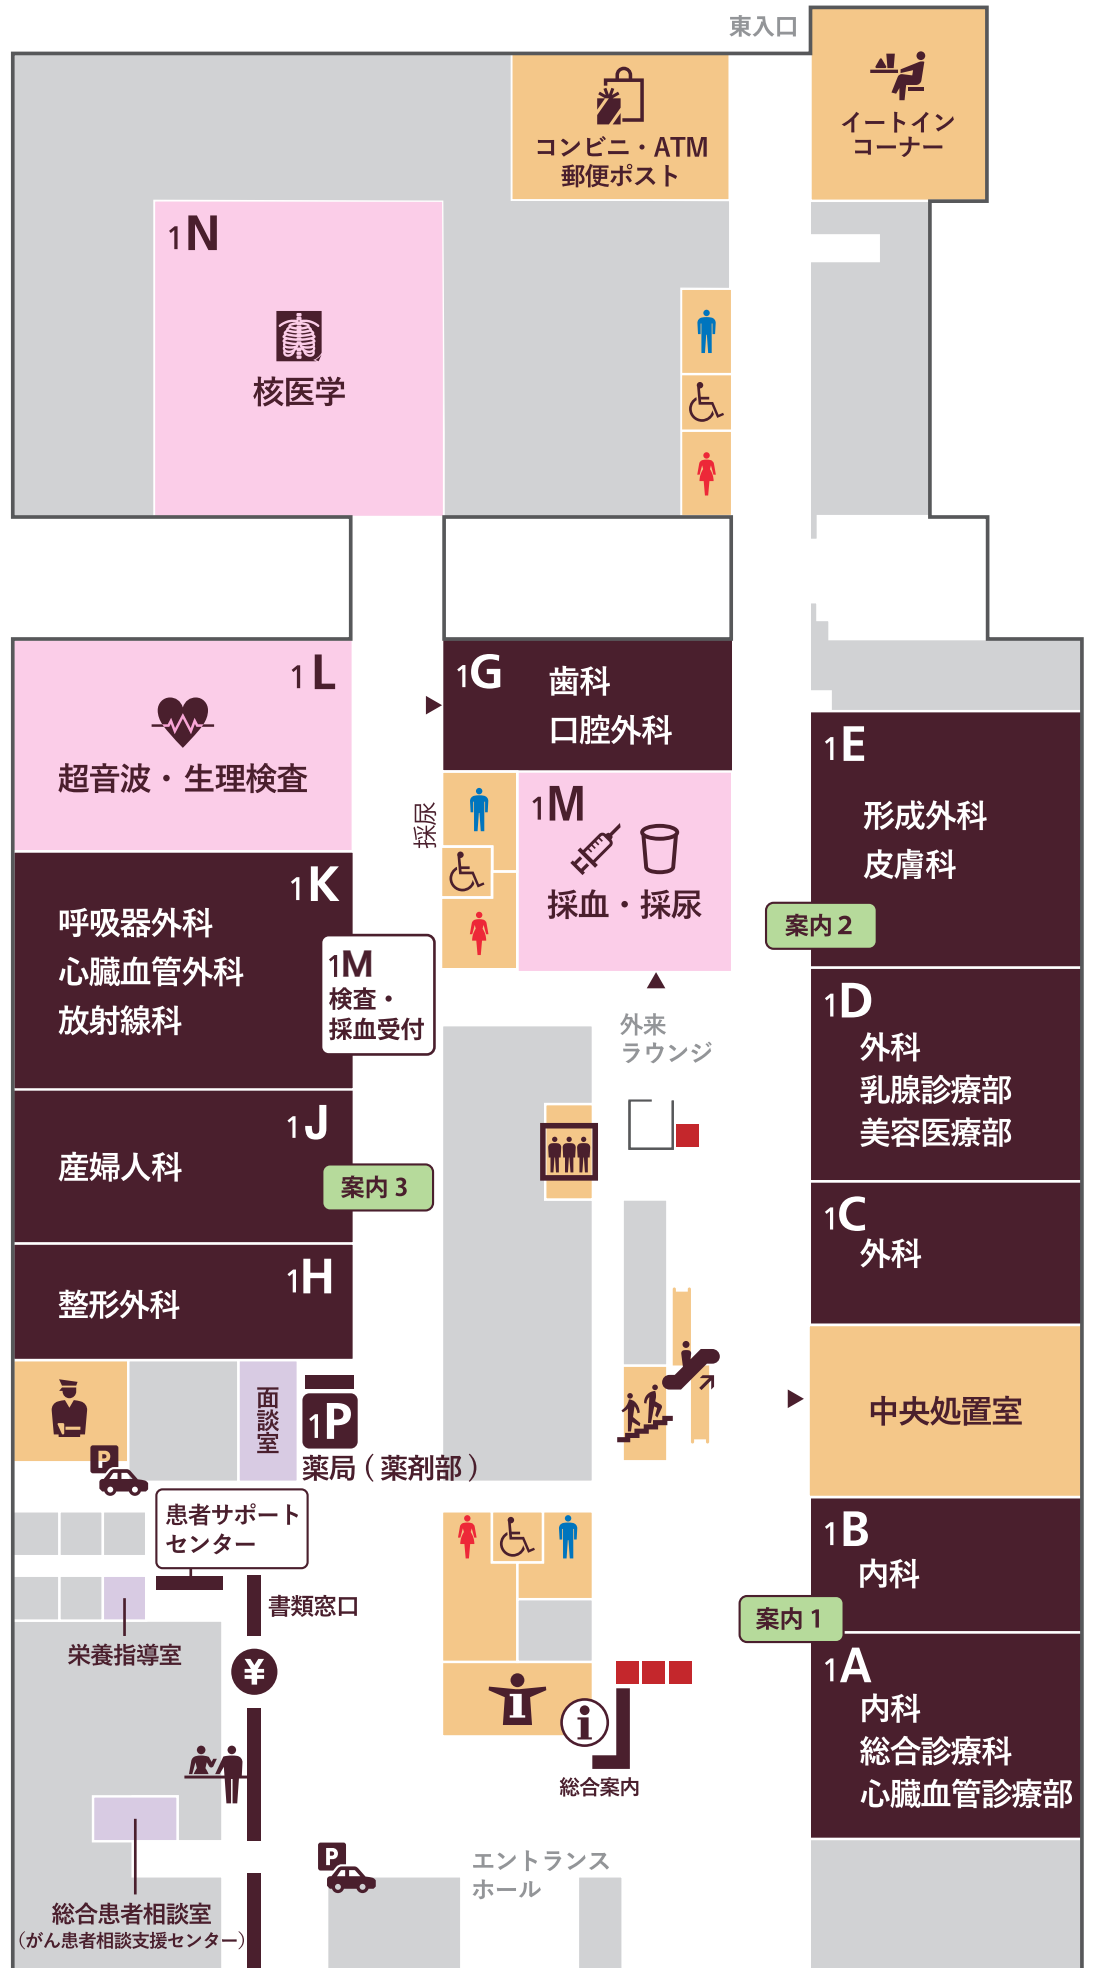 東入口
イートイン
コーナー
コンビニ・ATM
郵便ポスト
1N
核医学
1L
超音波・生理検査
1G
歯科
口腔外科
採尿
1M
採血・採尿
1E
形成外科
皮膚科
案内2
1K
呼吸器外科
心臓血管外科
放射線科
1M
検査・
採血受付
外来
ラウンジ
1D
外科
乳腺診療部
美容医療部
1J
産婦人科
案内3
1C
外科
1H
整形外科
中央処置室
面談室
1P
薬局(薬剤部)
P
患者サポート
センター
栄養指導室
書類窓口
¥
1B
内科
案内1
1A
内科
総合診療科
心臓血管診療部
i
i
総合案内
P
エントランス
ホール
総合患者相談室
(がん患者相談支援センター)